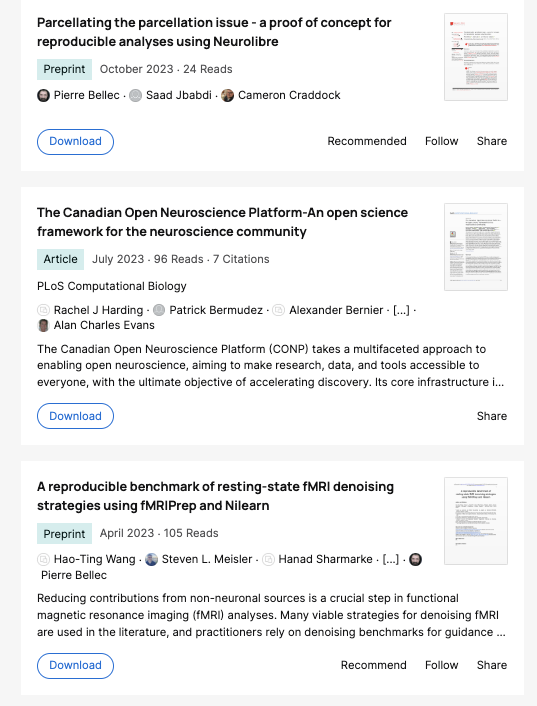 Parcellating the parcellation issue - a proof of concept for
reproducible analyses using Neurolibre
Preprint October 2023 · 24 Reads
Pierre Bellec · Saad Jbabdi · Cameron Craddock
Download Recommended Follow Share
The Canadian Open Neuroscience Platform-An open science
framework for the neuroscience community
Article July 2023 · 96 Reads · 7 Citations
PLoS Computational Biology
Rachel J Harding · Patrick Bermudez · Alexander Bernier · [...] ·
Alan Charles Evans
The Canadian Open Neuroscience Platform (CONP) takes a multifaceted approach to
enabling open neuroscience, aiming to make research, data, and tools accessible to
everyone, with the ultimate objective of accelerating discovery. Its core infrastructure i...
Download Share
A reproducible benchmark of resting-state fMRI denoising
strategies using fMRIPrep and Nilearn
Preprint April 2023 · 105 Reads
Hao-Ting Wang · Steven L. Meisler · Hanad Sharmarke · [...] ·
Pierre Bellec
Reducing contributions from non-neuronal sources is a crucial step in functional
magnetic resonance imaging (fMRI) analyses. Many viable strategies for denoising fMRI
are used in the literature, and practitioners rely on denoising benchmarks for guidance ...
Download Recommend Follow Share